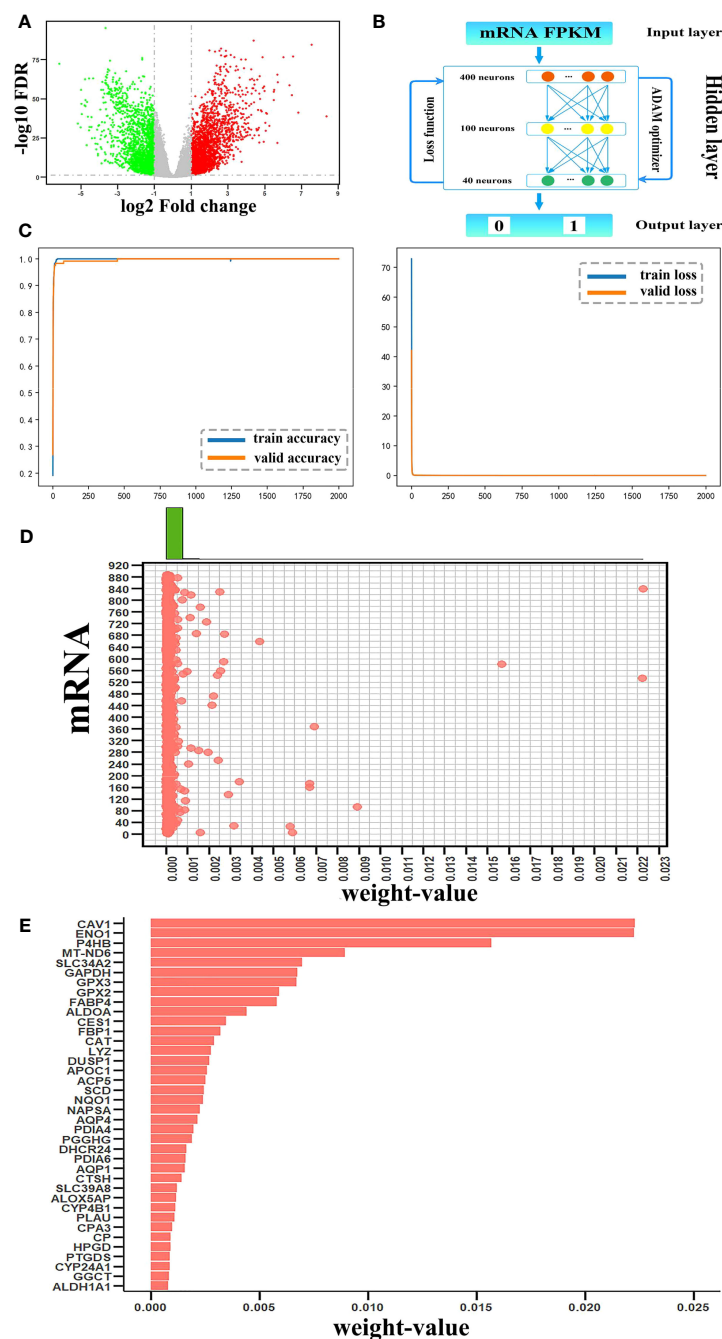 A
-log10 FDR
95
75
50
25
0
-5
-3
-1
1
3
5
7
9
log2 Fold change
B
mRNA FPKM
Input layer
400 neurons
...
100 neurons
...
40 neurons
...
Loss function
ADAM optimizer
Hidden layer
0 1
Output layer
C
1.0
0.9
0.8
0.7
0.6
0.5
0.4
0.3
0.2
train accuracy
valid accuracy
0 250 500 750 1000 1250 1500 1750 2000
70
60
50
40
30
20
10
0
train loss
valid loss
0 250 500 750 1000 1250 1500 1750 2000
D
mRNA
920
880
840
800
760
720
680
640
600
560
520
480
440
400
360
320
280
240
200
160
120
80
40
0
0.000
0.001
0.002
0.003
0.004
0.005
0.006
0.007
0.009
0.010
0.011
0.012
0.013
0.014
0.015
0.016
0.017
0.018
0.019
0.020
0.021
0.022
0.023
weight-value
E
CAV1
ENO1
P4HB
MT-ND6
SLC34A2
GAPDH
GPX3
GPX2
FABP4
ALDOA
CES1
FBP1
CAT
LYZ
DUSP1
APOC1
ACP5
SCD
NQO1
NAPSA
AQP4
PDIA4
PGGHG
DHCR24
PDIA6
AQP1
CTSH
SLC39A8
ALOX5AP
CYP4B1
PLAU
CPA3
CP
HPGD
PTGDS
CYP24A1
GGCT
ALDH1A1
0.000 0.005 0.010 0.015 0.020 0.025
weight-value